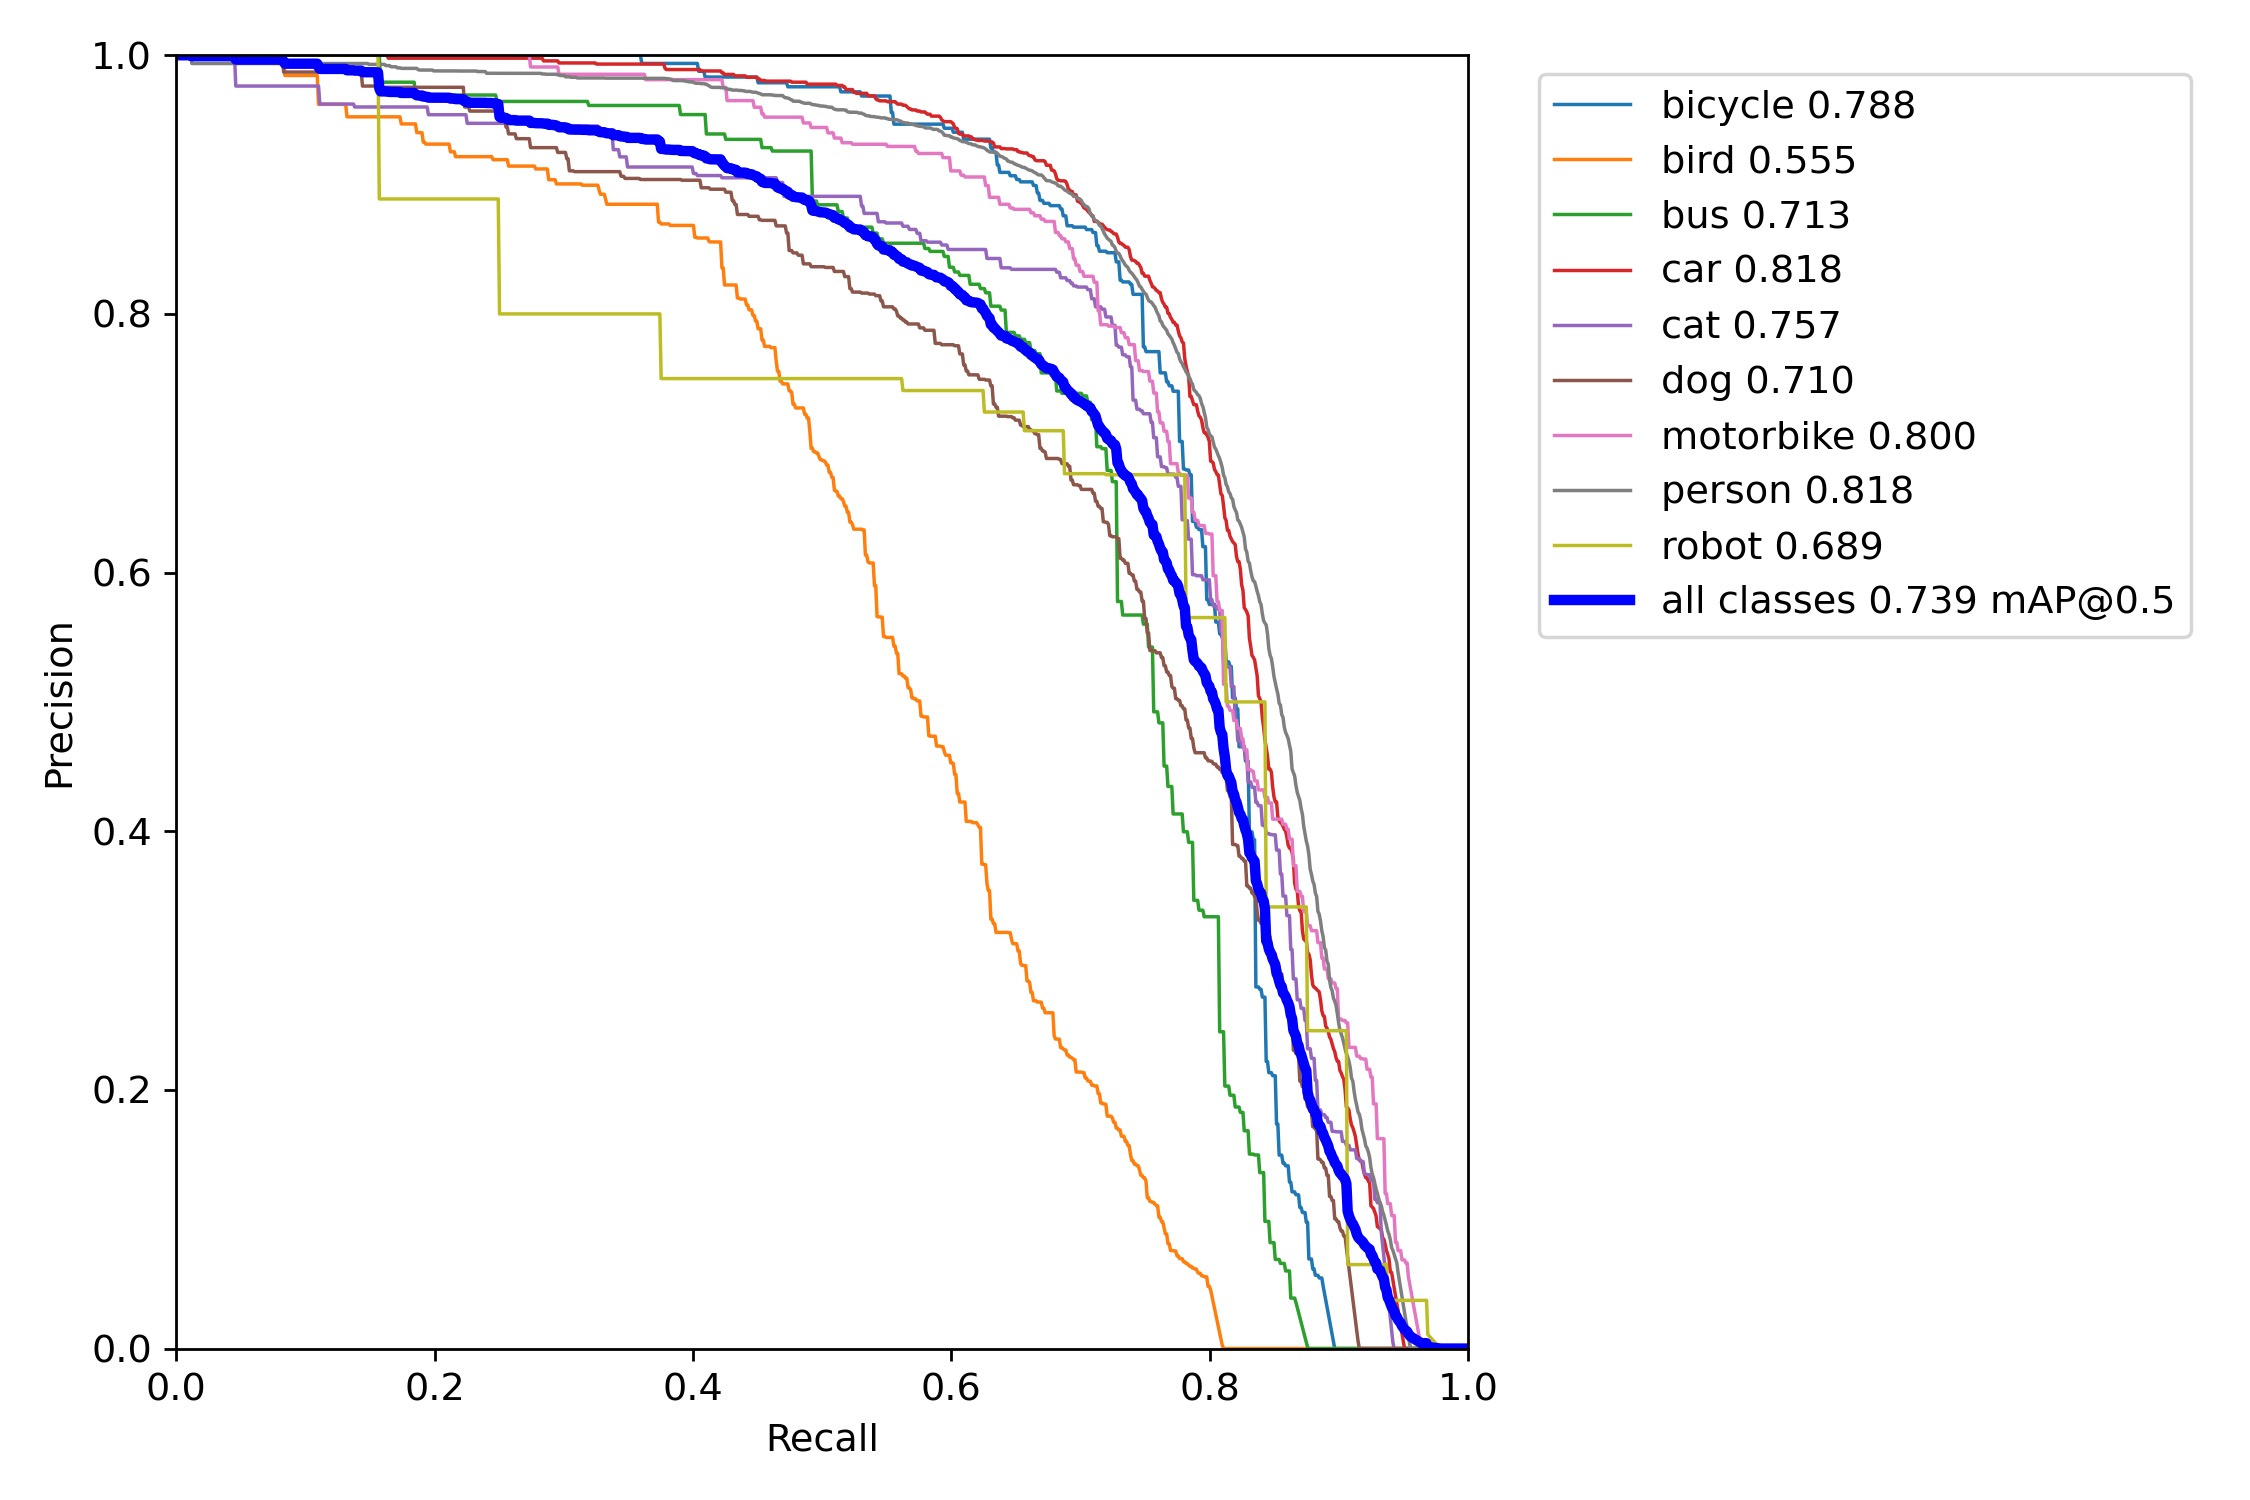 1.0
0.8
0.6
0.4
0.2
0.0
0.0 0.2 0.4 0.6 0.8 1.0
Precision
Recall
bicycle 0.788
bird 0.555
bus 0.713
car 0.818
cat 0.757
dog 0.710
motorbike 0.800
person 0.818
robot 0.689
all classes 0.739 mAP@0.5